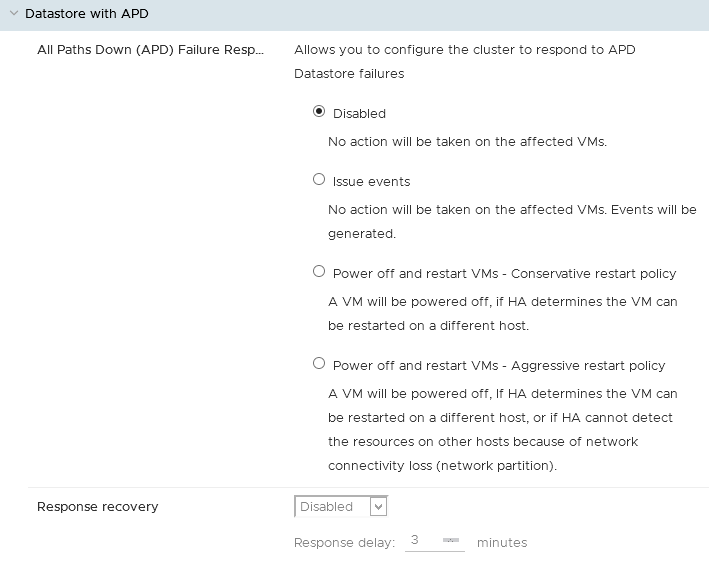 Datastore with APD
All Paths Down (APD) Failure Resp...
Allows you to configure the cluster to respond to APD
Datastore failures
Disabled
No action will be taken on the affected VMs.
Issue events
No action will be taken on the affected VMs. Events will be
generated.
Power off and restart VMs - Conservative restart policy
A VM will be powered off, if HA determines the VM can
be restarted on a different host.
Power off and restart VMs - Aggressive restart policy
A VM will be powered off, If HA determines the VM can
be restarted on a different host, or if HA cannot detect
the resources on other hosts because of network
connectivity loss (network partition).
Response recovery
Disabled
Response delay: 3 minutes